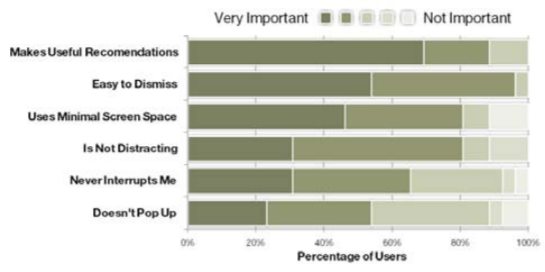 Very Important Not Important
Makes Useful Recomendations
Easy to Dismiss
Uses Minimal Screen Space
Is Not Distracting
Never Interrupts Me
Doesn't Pop Up
0% 20% 40% 60% 80% 100%
Percentage of Users